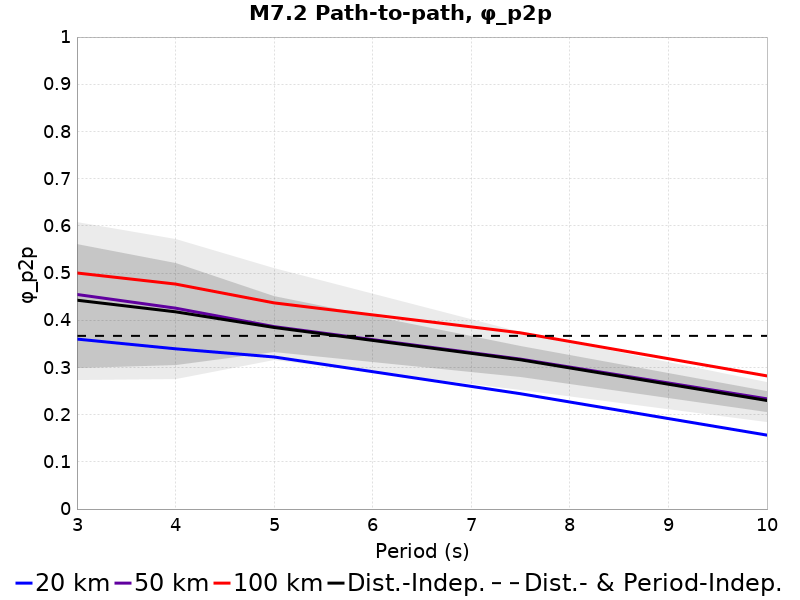 M7.2 Path-to-path, φ_p2p
1
0.9
0.8
0.7
0.6
0.5
0.4
0.3
0.2
0.1
0
φ_p2p
3 4 5 6 7 8 9 10
Period (s)
20 km 50 km 100 km Dist.-Indep. Dist.- & Period-Indep.